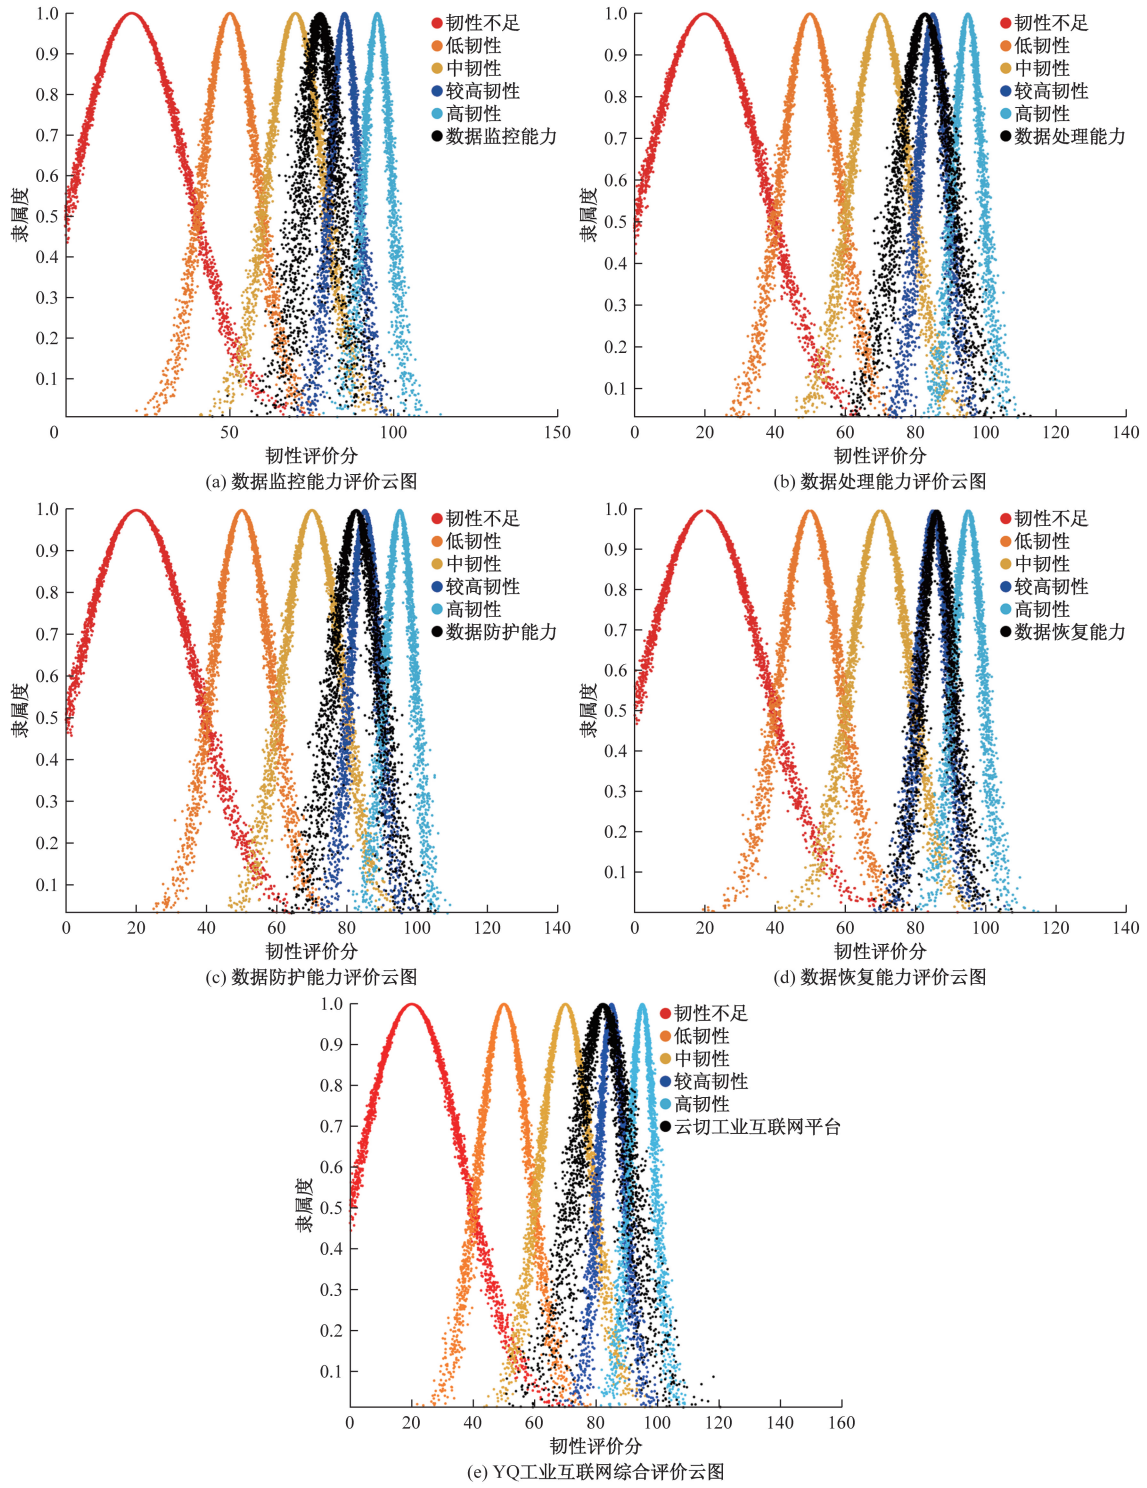 1.0
0.9
0.8
0.7
0.6
0.5
0.4
0.3
0.2
0.1
隶属度
0
50
100
150
韧性评价分
韧性不足
低韧性
中韧性
较高韧性
高韧性
数据监控能力
(a) 数据监控能力评价云图
1.0
0.9
0.8
0.7
0.6
0.5
0.4
0.3
0.2
0.1
隶属度
0
20
40
60
80
100
120
140
韧性评价分
韧性不足
低韧性
中韧性
较高韧性
高韧性
数据处理能力
(b) 数据处理能力评价云图
1.0
0.9
0.8
0.7
0.6
0.5
0.4
0.3
0.2
0.1
隶属度
0
20
40
60
80
100
120
140
韧性评价分
韧性不足
低韧性
中韧性
较高韧性
高韧性
数据防护能力
(c) 数据防护能力评价云图
1.0
0.9
0.8
0.7
0.6
0.5
0.4
0.3
0.2
0.1
隶属度
0
20
40
60
80
100
120
140
韧性评价分
韧性不足
低韧性
中韧性
较高韧性
高韧性
数据恢复能力
(d) 数据恢复能力评价云图
1.0
0.9
0.8
0.7
0.6
0.5
0.4
0.3
0.2
0.1
隶属度
0
20
40
60
80
100
120
140
160
韧性评价分
韧性不足
低韧性
中韧性
较高韧性
高韧性
云切工业互联网平台
(e) YQ工业互联网综合评价云图